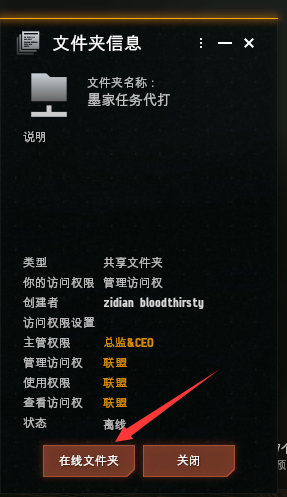 文件夹信息
文件夹名称：
墨家任务代打
说明
类型 共享文件夹
你的访问权限 管理访问权
创建者 zidian bloodthirsty
访问权限设置
主管权限 总监&CEO
管理访问权 联盟
使用权限 联盟
查看访问权 联盟
状态 离线
在线文件夹 关闭